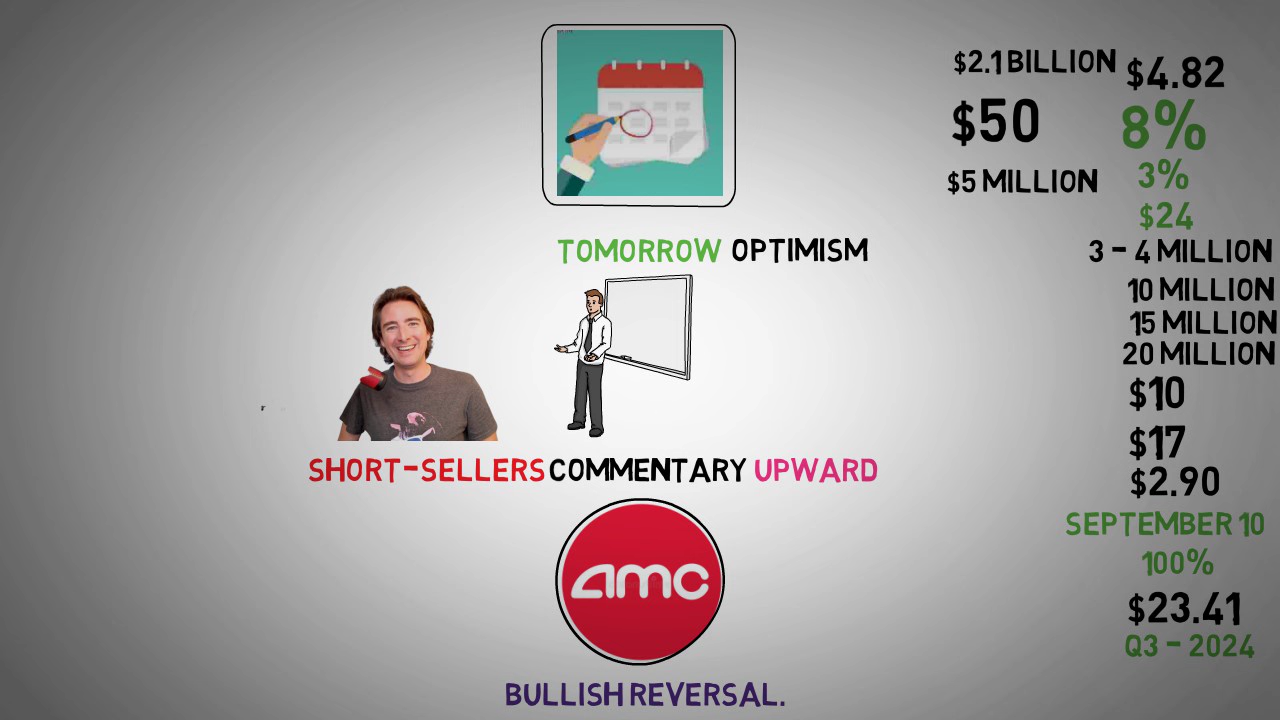 $2.1 BILLION
$4.82
$50
8%
$5 MILLION
3%
$24
TOMORROW OPTIMISM
3 - 4 MILLION
10 MILLION
15 MILLION
20 MILLION
$10
$17
SHORT-SELLERS COMMENTARY UPWARD
$2.90
SEPTEMBER 10
100%
amc
$23.41
Q3 - 2024
BULLISH REVERSAL.